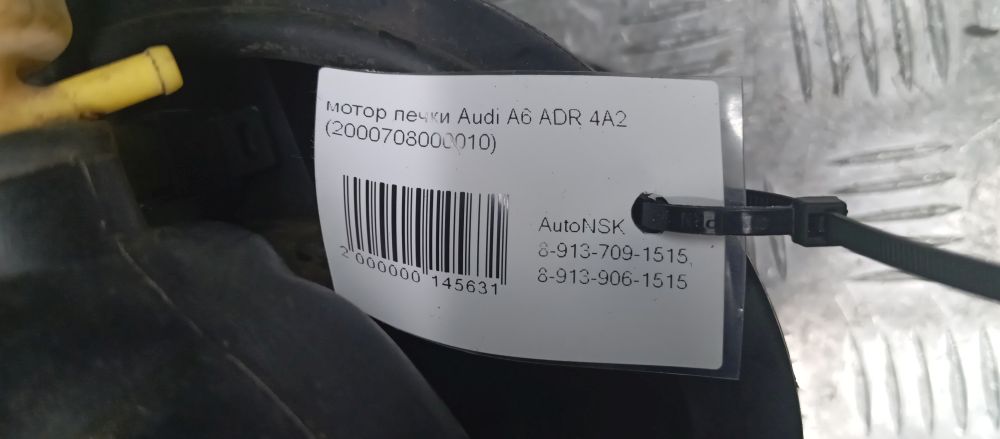 мотор печки Audi A6 ADR 4A2
(2000708000010)
2 000000 145631
AutoNSK
8-913-709-1515,
8-913-906-1515